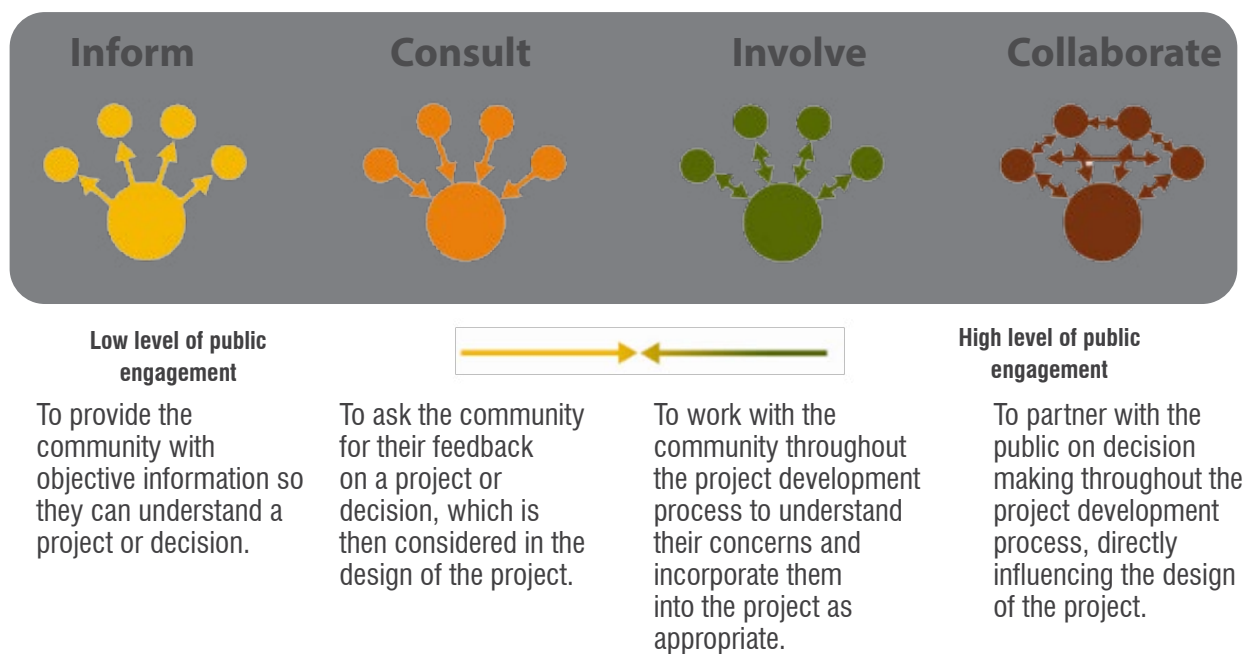 Inform
Consult
Involve
Collaborate
Low level of public
engagement
High level of public
engagement
To provide the
community with
objective information so
they can understand a
project or decision.
To ask the community
for their feedback
on a project or
decision, which is
then considered in the
design of the project.
To work with the
community throughout
the project development
process to understand
their concerns and
incorporate them
into the project as
appropriate.
To partner with the
public on decision
making throughout the
project development
process, directly
influencing the design
of the project.